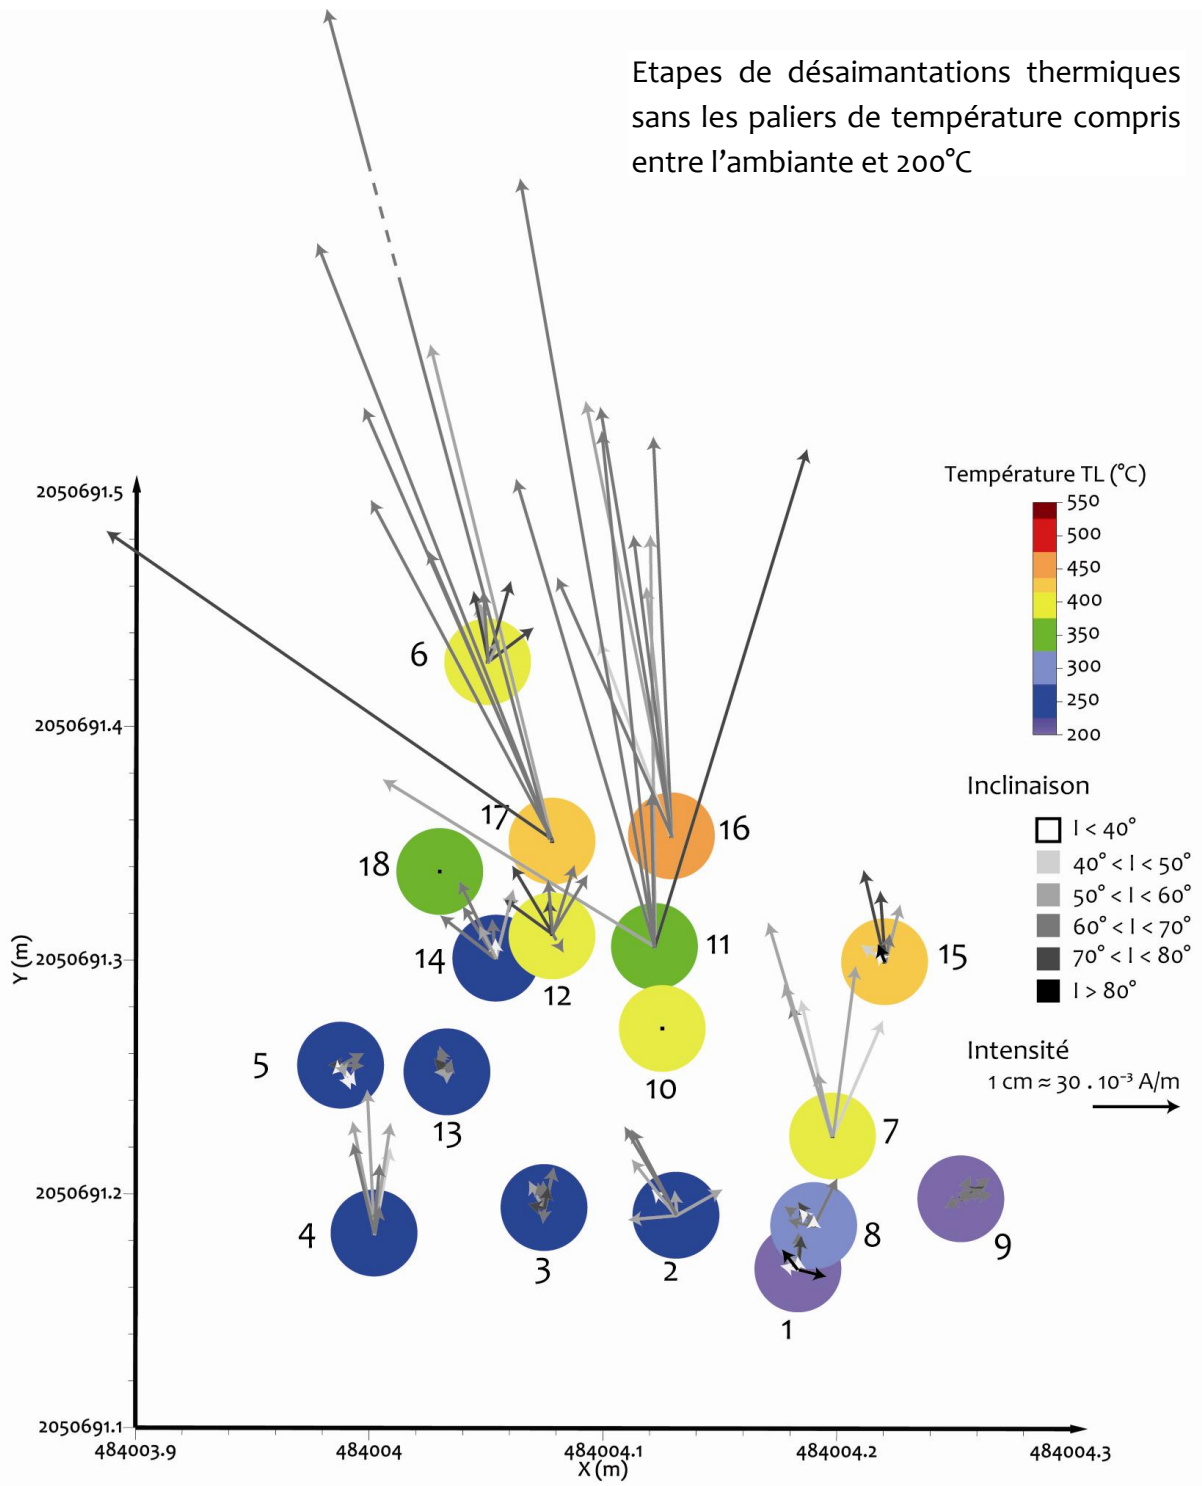 Etapes de désaimantations thermiques
sans les paliers de température compris
entre l'ambiante et 200°C
2050691.5
2050691.4
2050691.3
2050691.2
2050691.1
Y (m)
484003.9
484004
484004.1
484004.2
484004.3
X (m)
6
17
16
18
14
12
11
15
5
13
10
7
4
3
2
8
9
1
Température TL (°C)
550
500
450
400
350
300
250
200
Inclinaison
I < 40°
40° < I < 50°
50° < I < 60°
60° < I < 70°
70° < I < 80°
I > 80°
Intensité
1 cm ≈ 30 . 10⁻³ A/m